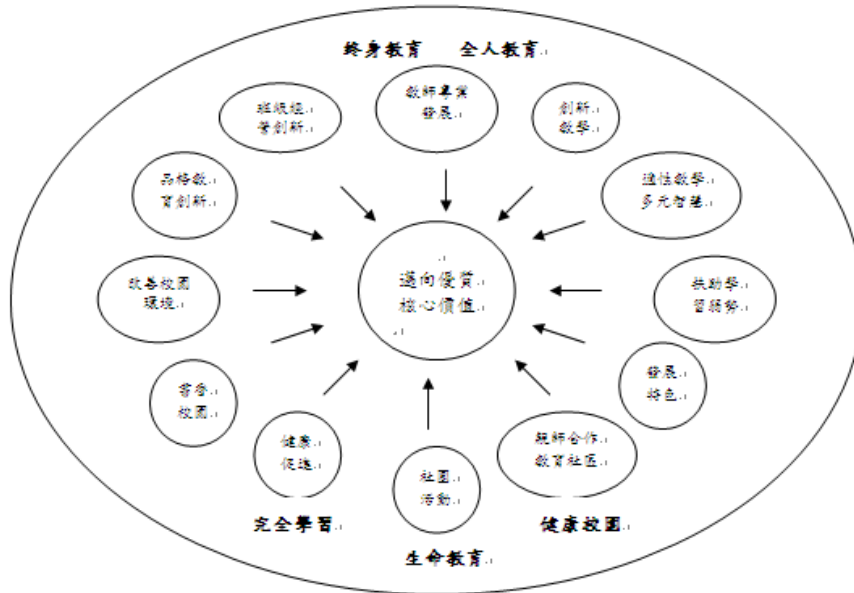 終身教育 全人教育
班級經
營創新
教師專業
發展
創新
教學
品格教
育創新
適性教學
多元智慧
改善校園
環境
邁向優質
核心價值
扶助學
習弱勢
書香
校園
發展
特色
健康
促進
社團
活動
親師合作
教育社區
完全學習
健康校園
生命教育